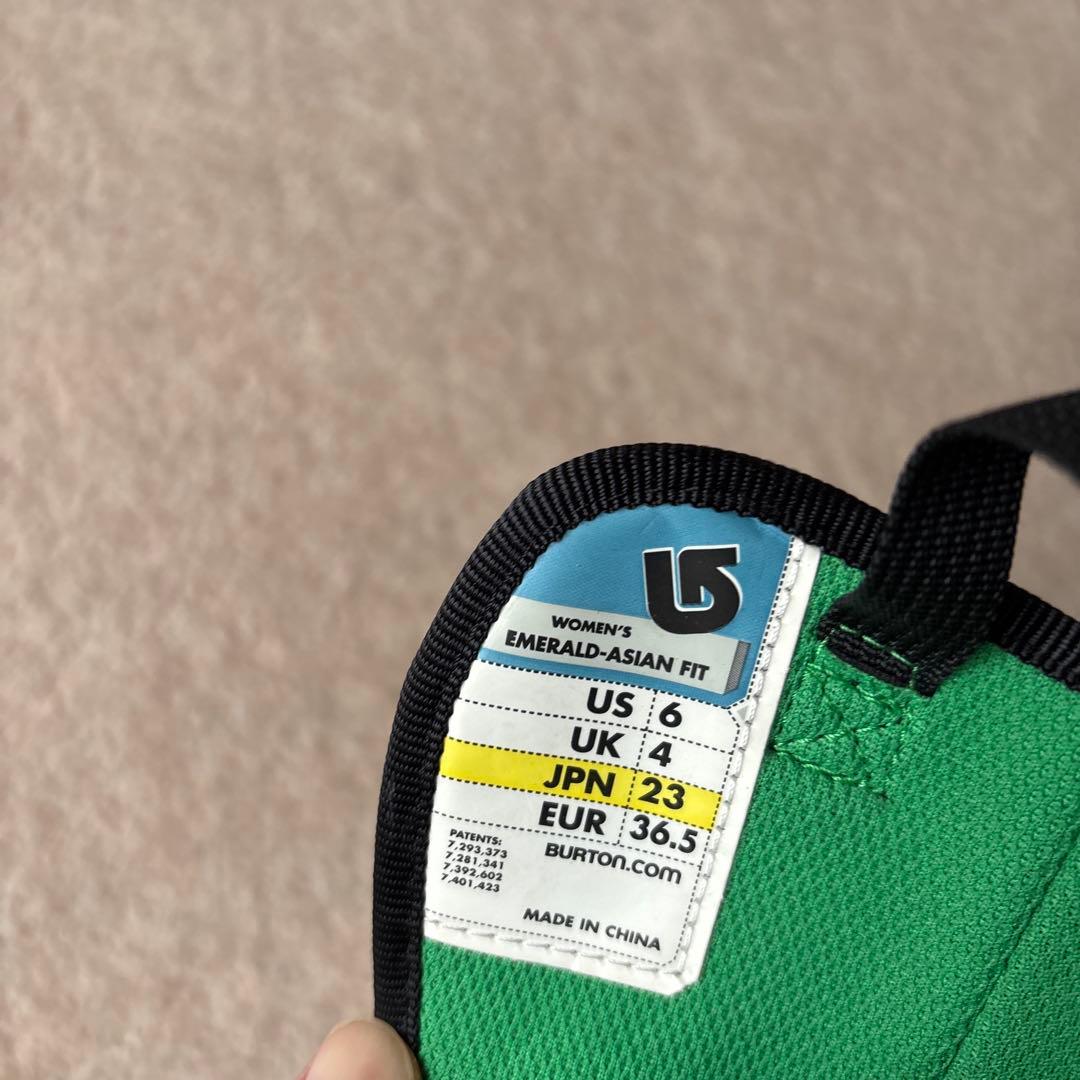 WOMEN'S
EMERALD-ASIAN FIT
US 6
UK 4
JPN 23
EUR 36.5
PATENTS:
7,293,373
7,281,341
7,392,602
7,401,423
BURTON.COM
MADE IN CHINA